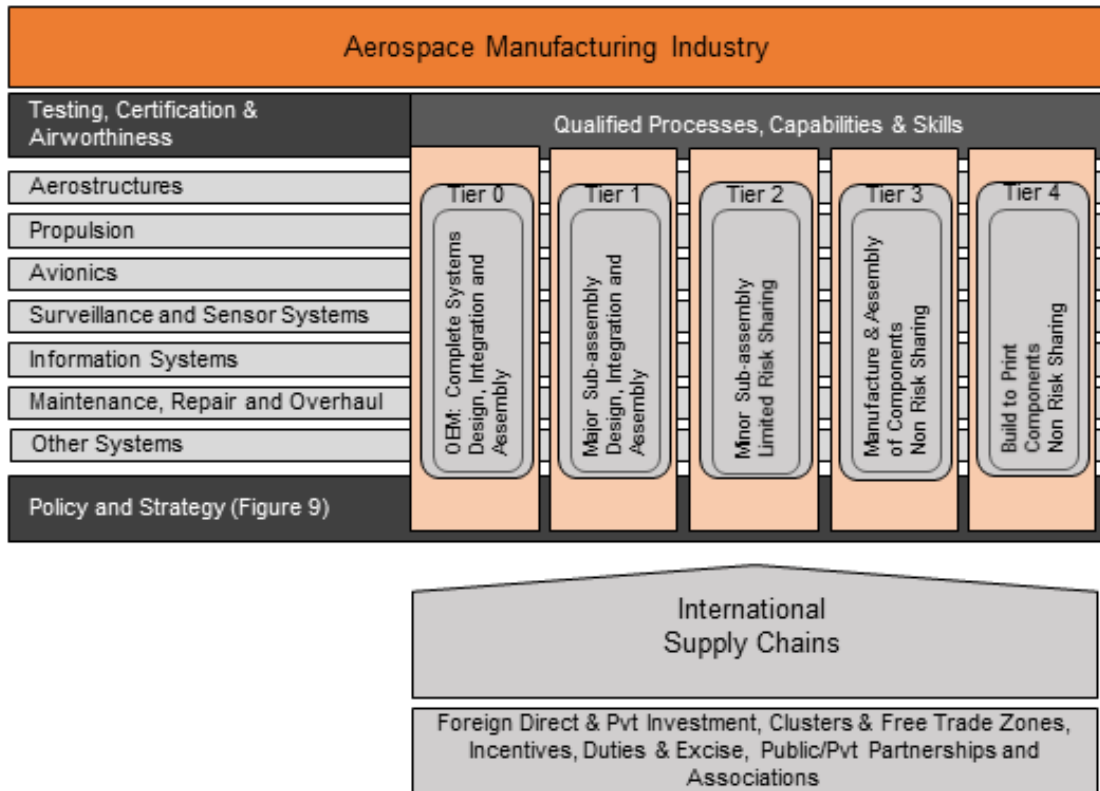 Aerospace Manufacturing Industry
Testing, Certification &
Airworthiness
Qualified Processes, Capabilities & Skills
Aerostructures
Propulsion
Avionics
Surveillance and Sensor Systems
Information Systems
Maintenance, Repair and Overhaul
Other Systems
Policy and Strategy (Figure 9)
Tier 0
OEM: Complete Systems
Design, Integration and
Assembly
Tier 1
Major Sub-assembly
Design, Integration and
Assembly
Tier 2
Minor Sub-assembly
Limited Risk Sharing
Tier 3
Manufacture & Assembly
of Components
Non Risk Sharing
Tier 4
Build to Print
Components
Non Risk Sharing
International
Supply Chains
Foreign Direct & Pvt Investment, Clusters & Free Trade Zones,
Incentives, Duties & Excise, Public/Pvt Partnerships and
Associations